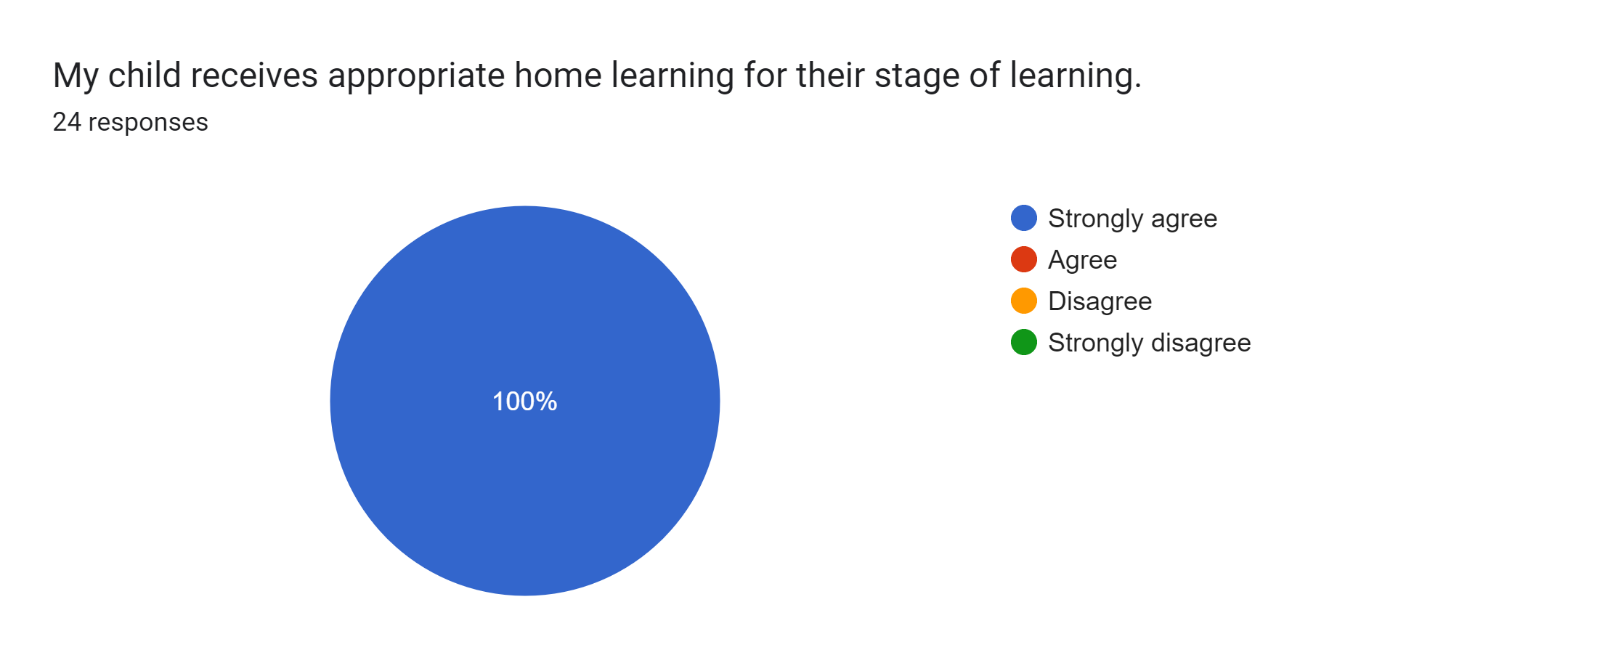 My child receives appropriate home learning for their stage of learning.
24 responses
100%
Strongly agree
Agree
Disagree
Strongly disagree